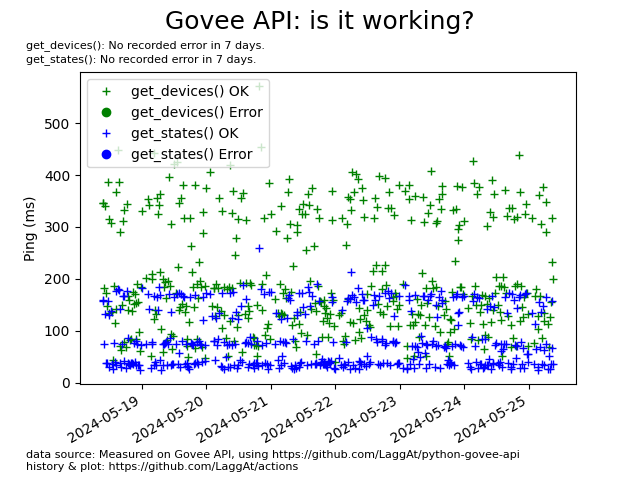 Govee API: is it working?
get_devices(): No recorded error in 7 days.
get_states(): No recorded error in 7 days.
get_devices() OK
get_devices() Error
get_states() OK
get_states() Error
Ping (ms)
500
400
300
200
100
0
2024-05-19
2024-05-20
2024-05-21
2024-05-22
2024-05-23
2024-05-24
2024-05-25
data source: Measured on Govee API, using https://github.com/LaggAt/python-govee-api
history & plot: https://github.com/LaggAt/actions